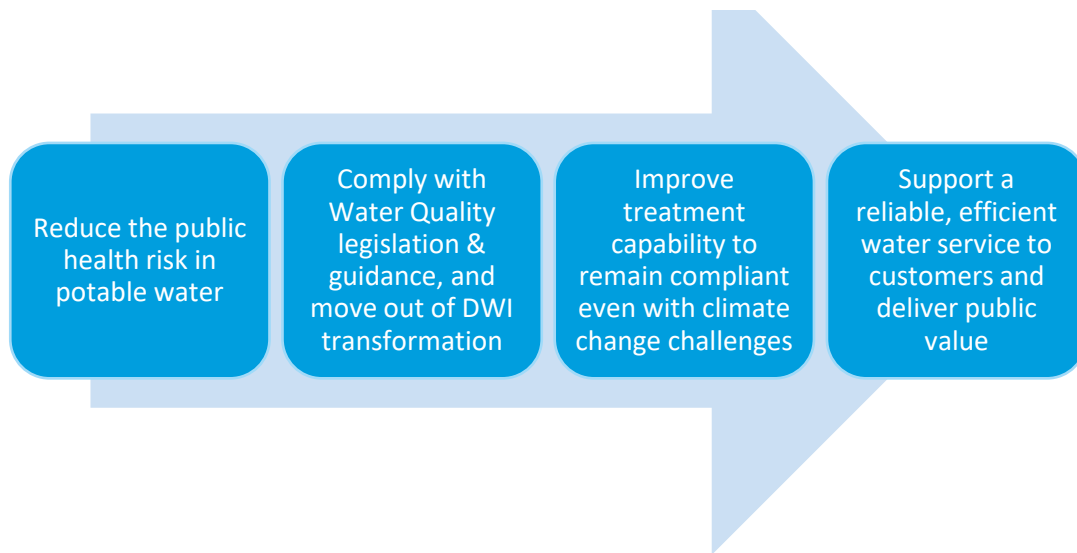 Reduce the public
health risk in
potable water
Comply with
Water Quality
legislation &
guidance, and
move out of DWI
transformation
Improve
treatment
capability to
remain compliant
even with climate
change challenges
Support a
reliable, efficient
water service to
customers and
deliver public
value